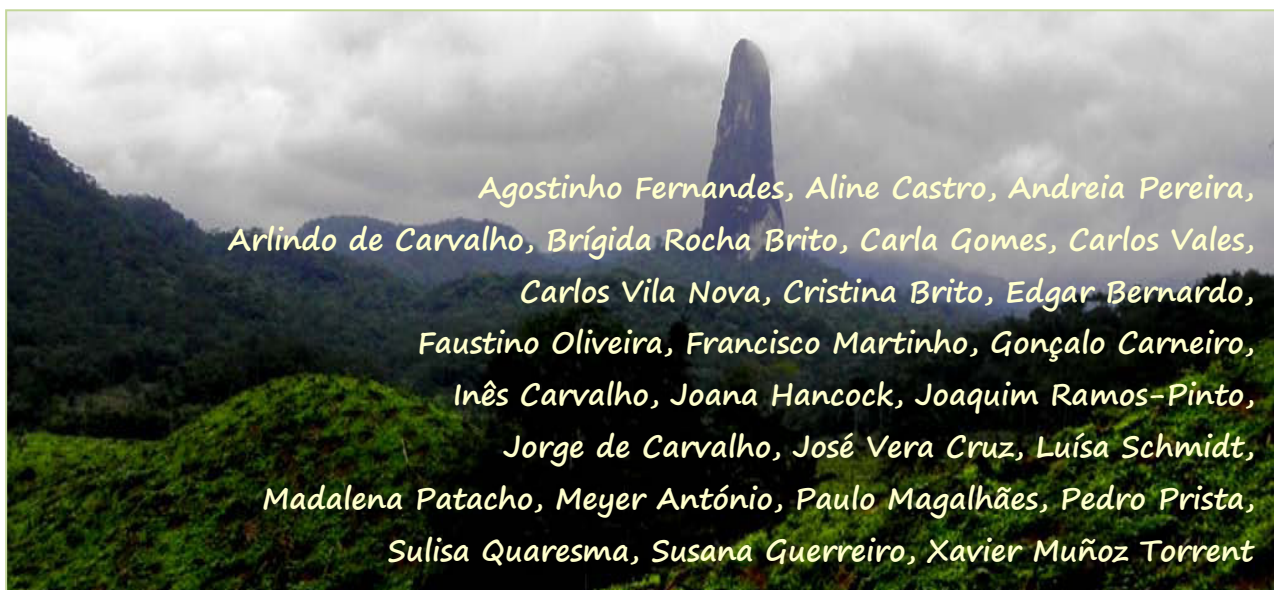 Agostinho Fernandes, Aline Castro, Andreia Pereira,
Arlindo de Carvalho, Brígida Rocha Brito, Carla Gomes, Carlos Vales,
Carlos Vila Nova, Cristina Brito, Edgar Bernardo,
Faustino Oliveira, Francisco Martinho, Gonçalo Carneiro,
Inês Carvalho, Joana Hancock, Joaquim Ramos-Pinto,
Jorge de Carvalho, José Vera Cruz, Luísa Schmidt,
Madalena Patacho, Meyer António, Paulo Magalhães, Pedro Prista,
Sulisa Quaresma, Susana Guerreiro, Xavier Muñoz Torrent